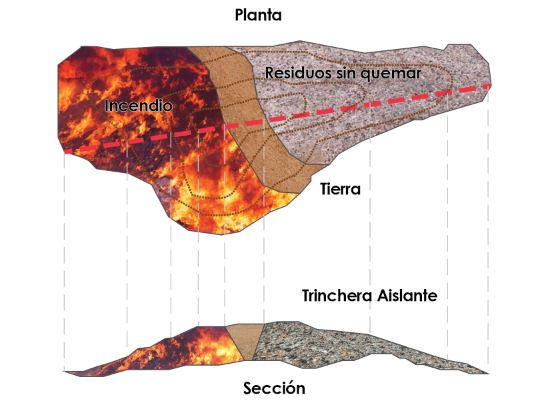 Planta
Residuos sin quemar
Incendio
Tierra
Trinchera Aislante
Sección